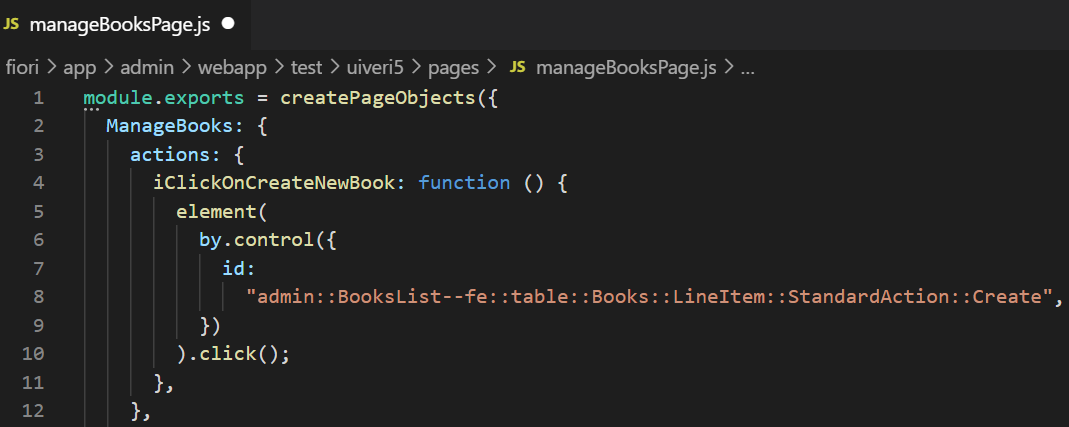 JS manageBooksPage.js ●
fiori > app > admin > webapp > test > uiveri5 > pages > JS manageBooksPage.js > ...
1 module.exports = createPageObjects({
2   ManageBooks: {
3     actions: {
4       iClickOnCreateNewBook: function () {
5         element(
6           by.control({
7             id:
8               "admin::BooksList--fe::table::Books::LineItem::StandardAction::Create",
9           })
10         ).click();
11       },
12     },